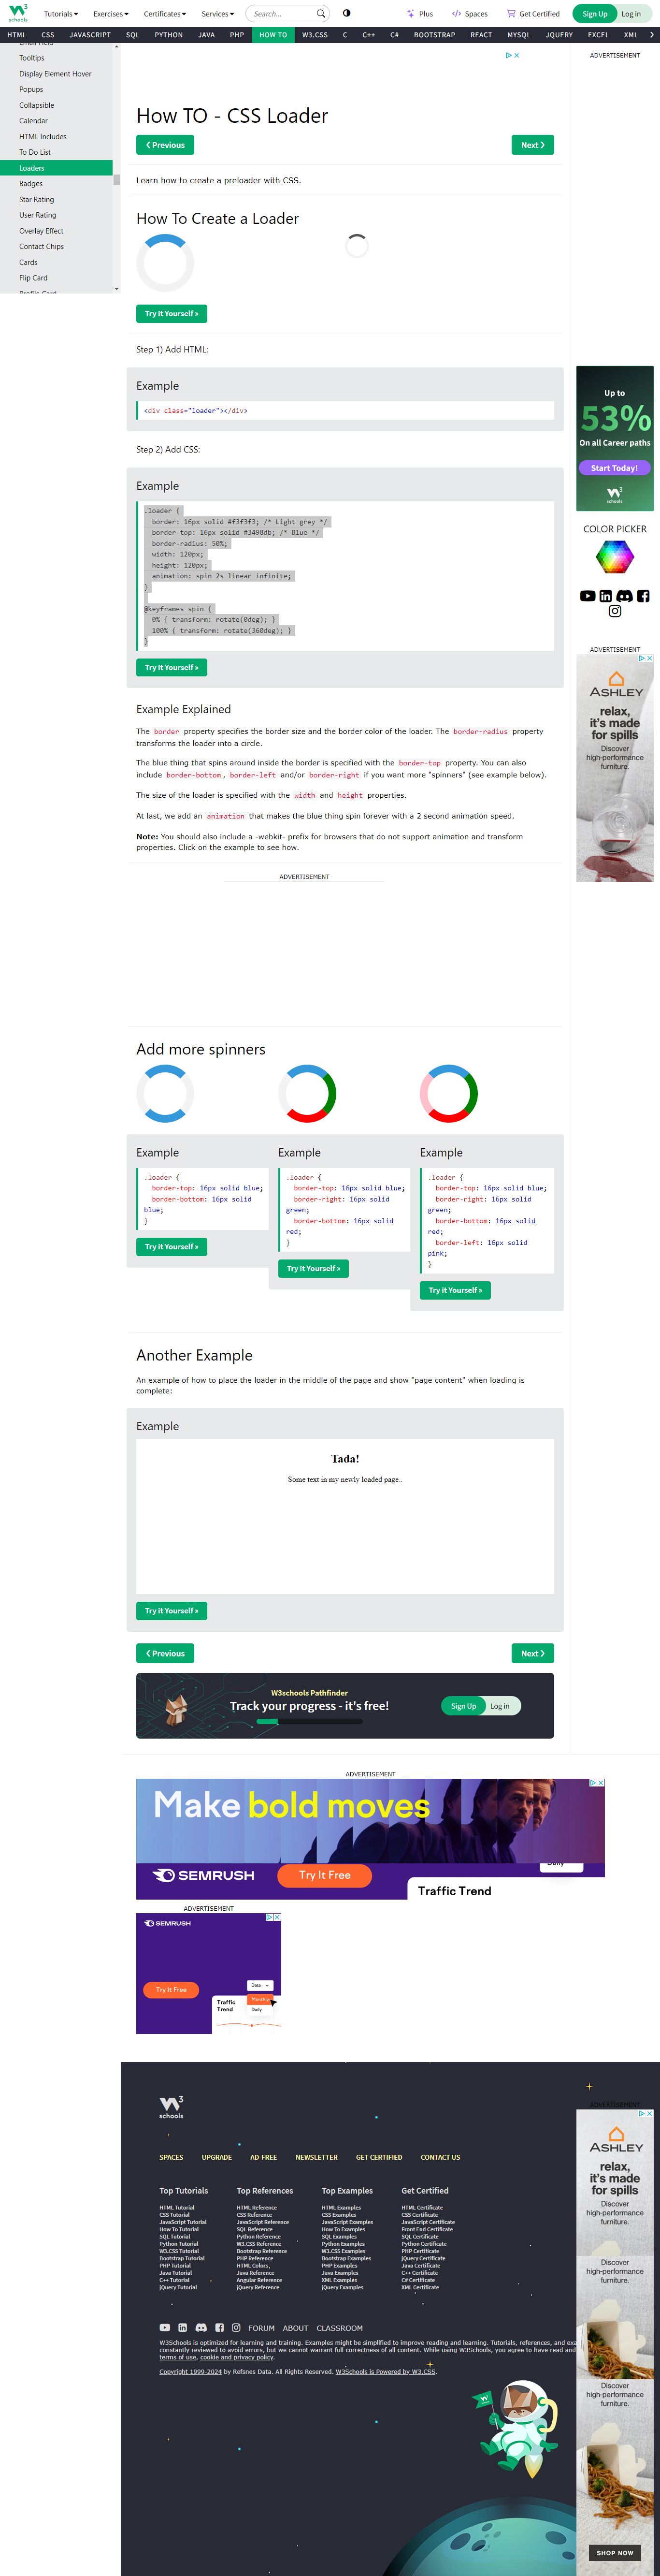 W3 schools
Tutorials Exercises Certificates Services Search... Plus Spaces Get Certified Sign Up Log in
HTML CSS JAVASCRIPT SQL PYTHON JAVA PHP HOW TO W3.CSS C C++ C# BOOTSTRAP REACT MYSQL JQUERY EXCEL XML
Tooltips
Display Element Hover
Popups
Collapsible
Calendar
HTML Includes
To Do List
Loaders
Badges
Star Rating
User Rating
Overlay Effect
Contact Chips
Cards
Flip Card
Profile Card
ADVERTISEMENT
How TO - CSS Loader
❮ Previous
Next ❯
Learn how to create a preloader with CSS.
How To Create a Loader
Try it Yourself »
Step 1) Add HTML:
Example
<div class="loader"></div>
Step 2) Add CSS:
Example
.loader {
border: 16px solid #f3f3f3; /* Light grey */
border-top: 16px solid #3498db; /* Blue */
border-radius: 50%;
width: 120px;
height: 120px;
animation: spin 2s linear infinite;
}
@keyframes spin {
0% { transform: rotate(0deg); }
100% { transform: rotate(360deg); }
}
Try it Yourself »
Example Explained
The border property specifies the border size and the border color of the loader. The border-radius property
transforms the loader into a circle.
The blue thing that spins around inside the border is specified with the border-top property. You can also
include border-bottom, border-left and/or border-right if you want more "spinners" (see example below).
The size of the loader is specified with the width and height properties.
At last, we add an animation that makes the blue thing spin forever with a 2 second animation speed.
Note: You should also include a -webkit- prefix for browsers that do not support animation and transform
properties. Click on the example to see how.
ADVERTISEMENT
Up to
53%
On all Career paths
Start Today!
W3 schools
COLOR PICKER
ADVERTISEMENT
ASHLEY
relax,
it's made
for spills
Discover
high-performance
furniture.
Add more spinners
Example
.loader {
border-top: 16px solid blue;
border-bottom: 16px solid
blue;
}
Try it Yourself »
Example
.loader {
border-top: 16px solid blue;
border-right: 16px solid
green;
border-bottom: 16px solid
red;
}
Try it Yourself »
Example
.loader {
border-top: 16px solid blue;
border-right: 16px solid
green;
border-bottom: 16px solid
red;
border-left: 16px solid
pink;
}
Try it Yourself »
Another Example
An example of how to place the loader in the middle of the page and show "page content" when loading is
complete:
Example
Tada!
Some text in my newly loaded page..
Try it Yourself »
❮ Previous
Next ❯
W3schools Pathfinder
Track your progress - it's free!
Sign Up Log in
ADVERTISEMENT
Make bold moves
SEMRUSH
Try It Free
Daily
Traffic Trend
ADVERTISEMENT
SEMRUSH
Try It Free
Data
Monthly
Daily
Traffic
Trend
W3 schools
SPACES UPGRADE AD-FREE NEWSLETTER GET CERTIFIED CONTACT US
Top Tutorials
HTML Tutorial
CSS Tutorial
JavaScript Tutorial
How To Tutorial
SQL Tutorial
Python Tutorial
W3.CSS Tutorial
Bootstrap Tutorial
PHP Tutorial
Java Tutorial
C++ Tutorial
jQuery Tutorial
Top References
HTML Reference
CSS Reference
JavaScript Reference
SQL Reference
Python Reference
W3.CSS Reference
Bootstrap Reference
PHP Reference
HTML Colors
Java Reference
Angular Reference
jQuery Reference
Top Examples
HTML Examples
CSS Examples
JavaScript Examples
How To Examples
SQL Examples
Python Examples
W3.CSS Examples
Bootstrap Examples
PHP Examples
Java Examples
XML Examples
jQuery Examples
Get Certified
HTML Certificate
CSS Certificate
JavaScript Certificate
Front End Certificate
SQL Certificate
Python Certificate
PHP Certificate
jQuery Certificate
Java Certificate
C++ Certificate
C# Certificate
XML Certificate
FORUM ABOUT CLASSROOM
W3Schools is optimized for learning and training. Examples might be simplified to improve reading and learning. Tutorials, references, and exa
constantly reviewed to avoid errors, but we cannot warrant full correctness of all content. While using W3Schools, you agree to have read and
terms of use, cookie and privacy policy.
Copyright 1999-2024 by Refsnes Data. All Rights Reserved. W3Schools is Powered by W3.CSS.
ADVERTISEMENT
ASHLEY
relax,
it's made
for spills
Discover
high-performance
Discover
high-performance
furniture.
Discover
high-performance
furniture.
SHOP NOW